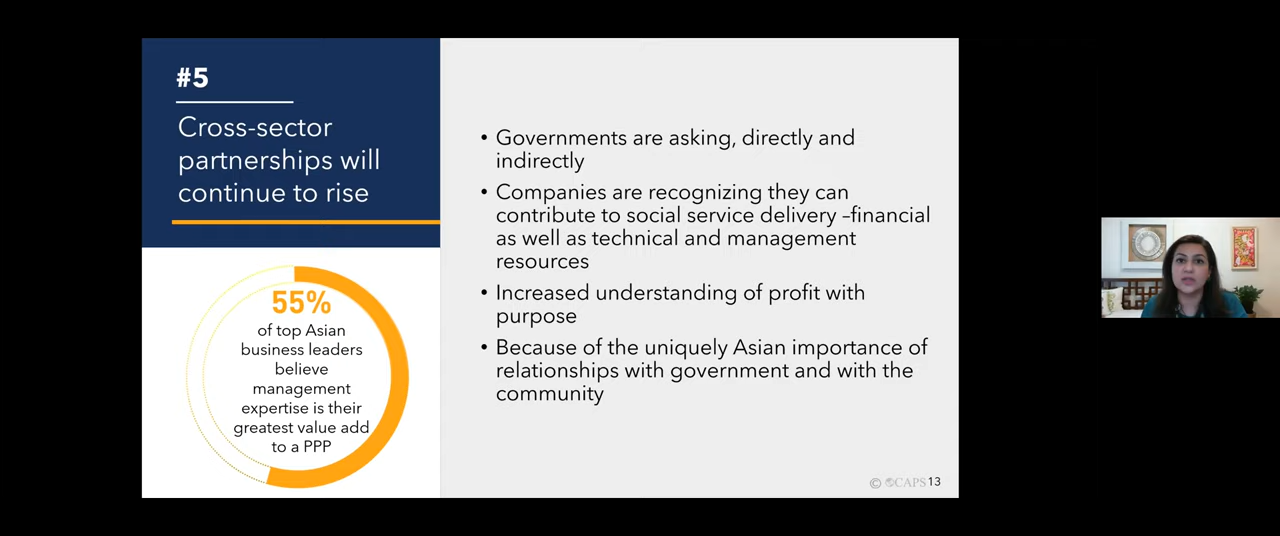 #5
Cross-sector
partnerships will
continue to rise
55%
of top Asian
business leaders
believe
management
expertise is their
greatest value add
to a PPP
• Governments are asking, directly and
indirectly
• Companies are recognizing they can
contribute to social service delivery –financial
as well as technical and management
resources
• Increased understanding of profit with
purpose
• Because of the uniquely Asian importance of
relationships with government and with the
community
© CAPS 13